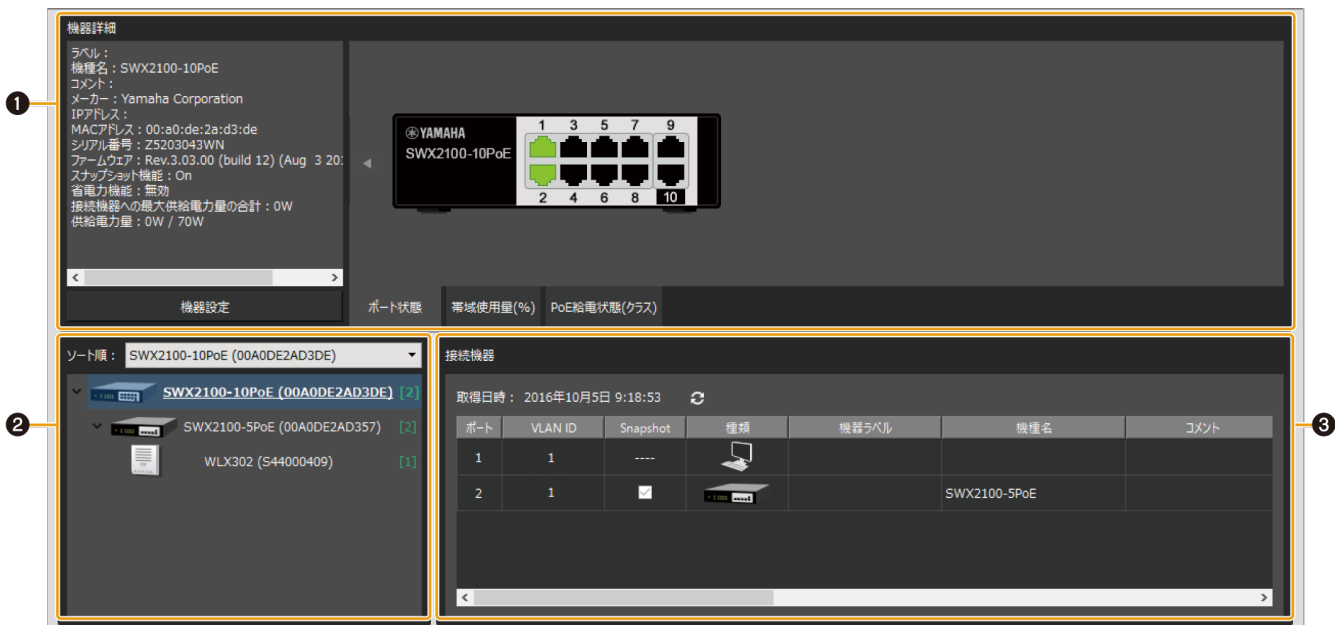 機器詳細
ラベル：
機種名：SWX2100-10PoE
コメント：
メーカー：Yamaha Corporation
IPアドレス：
MACアドレス：00:a0:de:2a:d3:de
シリアル番号：Z5203043WN
ファームウェア：Rev.3.03.00 (build 12) (Aug 3 20
スナップショット機能：On
省電力機能：無効
接続機器への最大供給電力量の合計：0W
供給電力量：0W / 70W
機器設定
❶
YAMAHA
SWX2100-10PoE
1 3 5 7 9
2 4 6 8 10
ポート状態 帯域使用量(%) PoE給電状態(クラス)
❷
ソート順： SWX2100-10PoE (00A0DE2AD3DE)
SWX2100-10PoE (00A0DE2AD3DE) [2]
SWX2100-5PoE (00A0DE2AD357) [2]
WLX302 (S44000409) [1]
❸
接続機器
取得日時： 2016年10月5日 9:18:53
ポート VLAN ID Snapshot 種類 機器ラベル 機種名 コメント
1 1 ----
2 1 SWX2100-5PoE